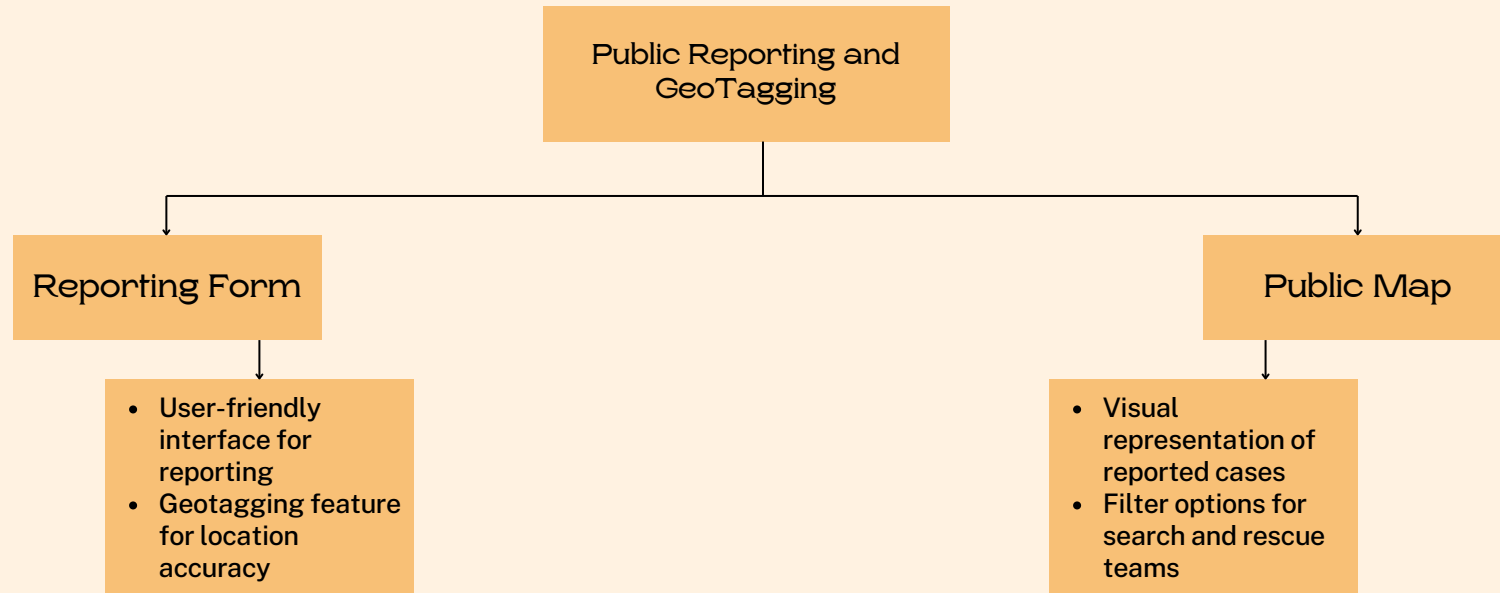 Public Reporting and
GeoTagging
Reporting Form
Public Map
• User-friendly
interface for
reporting
• Geotagging feature
for location
accuracy
• Visual
representation of
reported cases
• Filter options for
search and rescue
teams